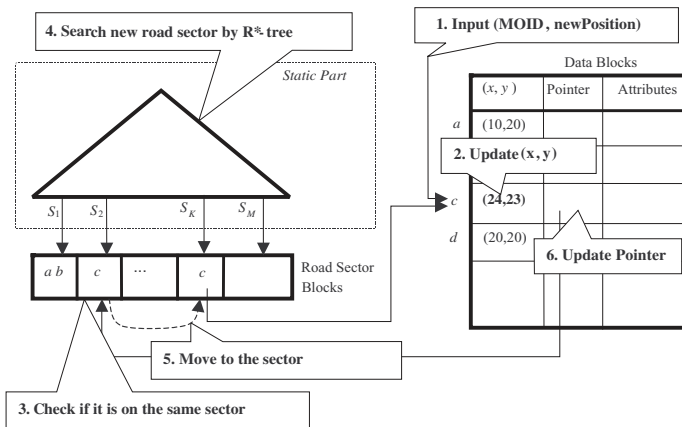 4. Search new road sector by R*-tree
1. Input (MOID, newPosition)
Static Part
Data Blocks
(x, y) Pointer Attributes
a (10,20)
2. Update (x, y)
c (24,23)
d (20,20)
6. Update Pointer
S1 S2 SK SM
a b c ... c
Road Sector
Blocks
5. Move to the sector
3. Check if it is on the same sector